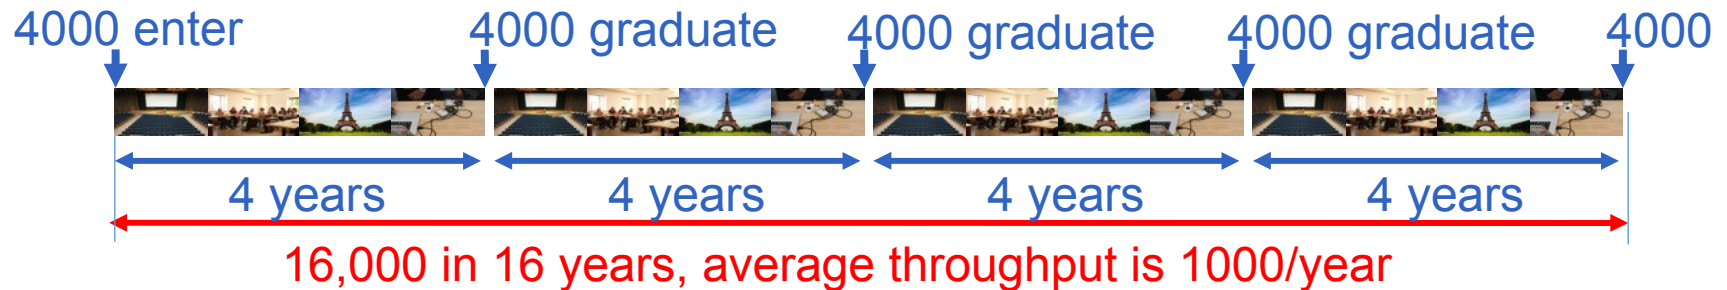 4000 enter 4000 graduate 4000 graduate 4000 graduate 4000
4 years 4 years 4 years 4 years
16,000 in 16 years, average throughput is 1000/year